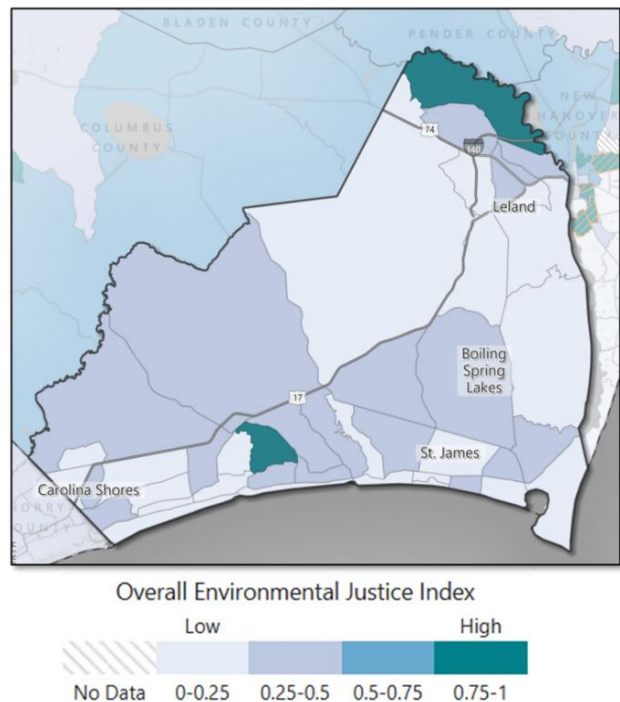 BLADEN COUNTY
PENDER COUNTY
COLUMBUS
COUNTY
NEW
HANOVER
COUNTY
74
140
Leland
Boiling
Spring
Lakes
17
St. James
Carolina Shores
HORRY
COUNTY
Overall Environmental Justice Index
Low High
No Data 0-0.25 0.25-0.5 0.5-0.75 0.75-1